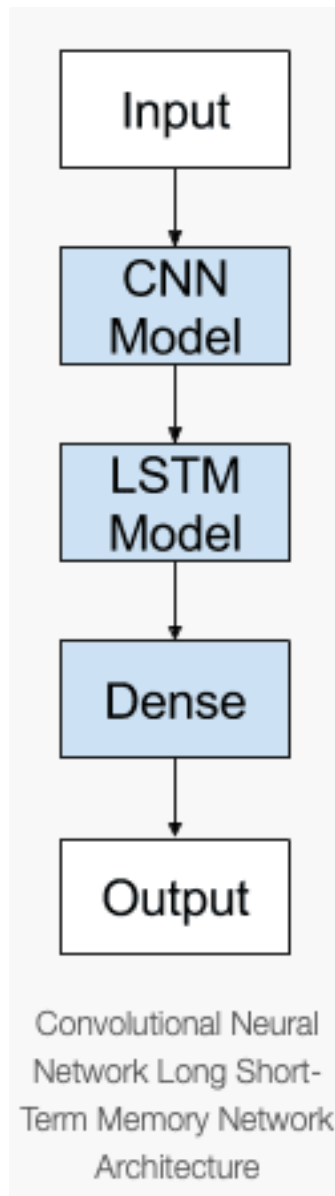 Input
CNN
Model
LSTM
Model
Dense
Output
Convolutional Neural
Network Long Short-
Term Memory Network
Architecture